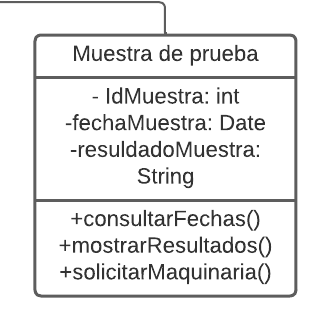 Muestra de prueba
- IdMuestra: int
-fechaMuestra: Date
-resuldadoMuestra:
String
+consultarFechas()
+mostrarResultados()
+solicitarMaquinaria()